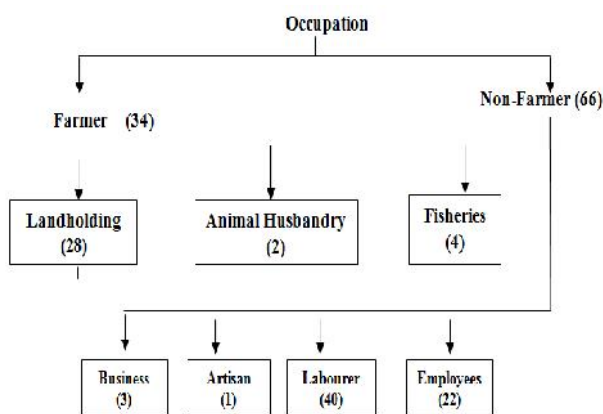 Occupation
Non-Farmer (66)
Farmer (34)
Landholding
(28)
Animal Husbandry
(2)
Fisheries
(4)
Business
(3)
Artisan
(1)
Labourer
(40)
Employees
(22)